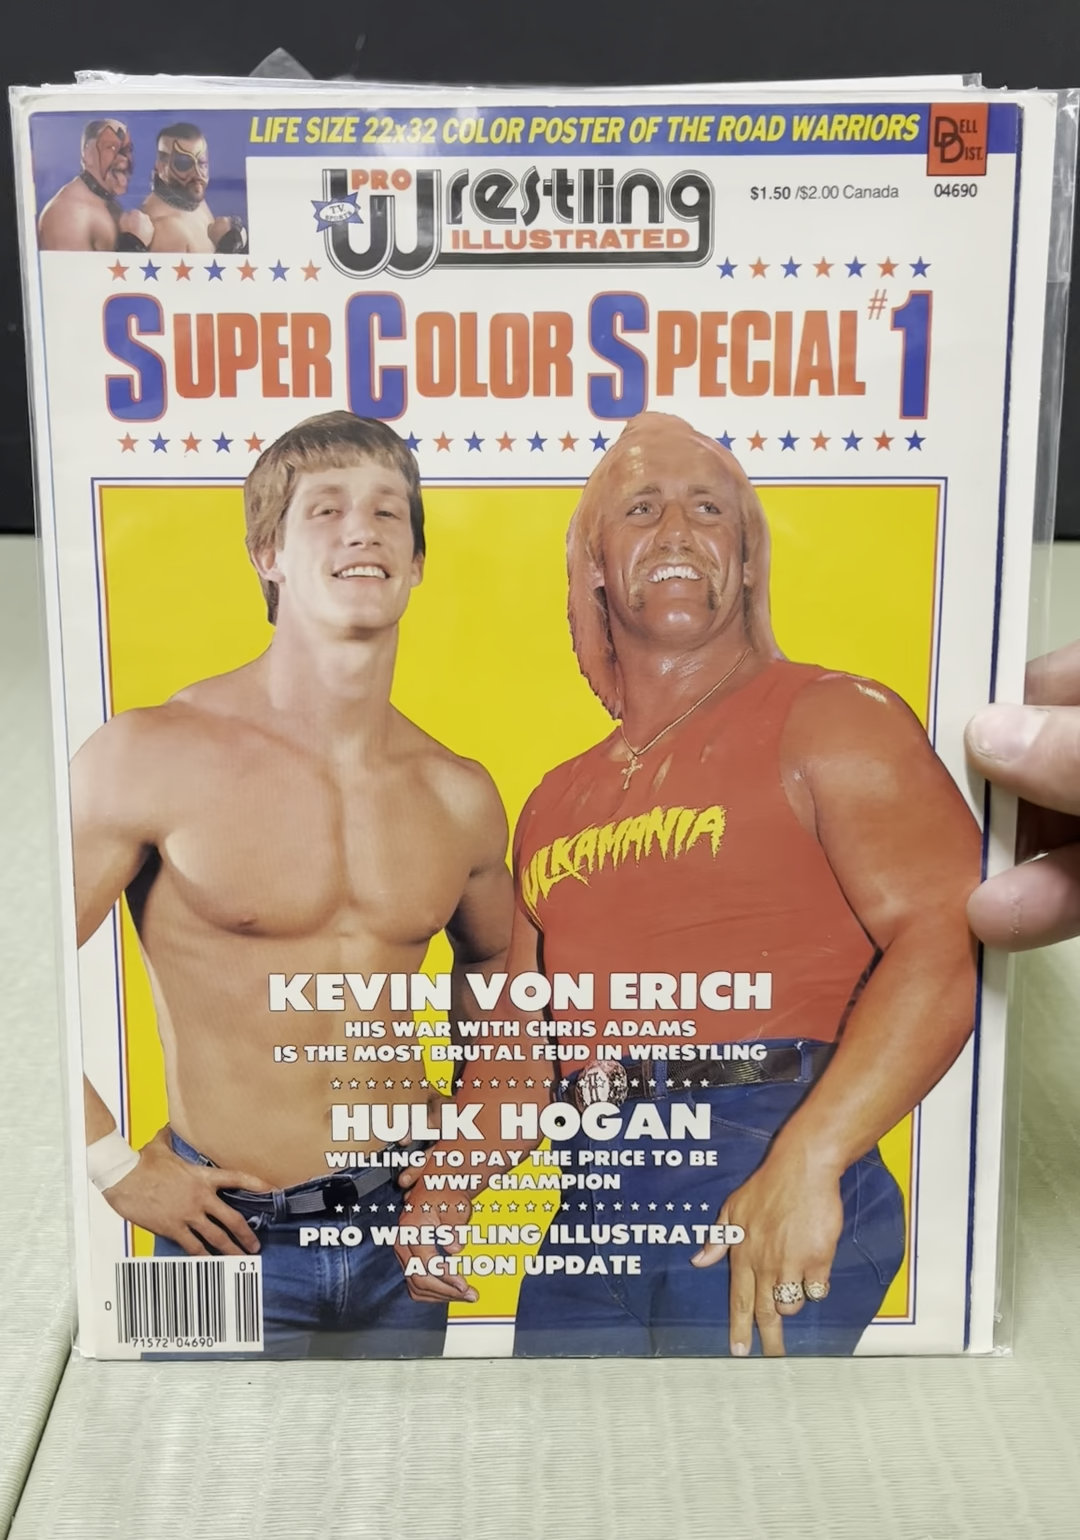 LIFE SIZE 22x32 COLOR POSTER OF THE ROAD WARRIORS
DELL
DIST.
04690
PRO
Wrestling
ILLUSTRATED
T.V.
SPORTS
$1.50 /$2.00 Canada
SUPER COLOR SPECIAL #1
ULKAMANIA
KEVIN VON ERICH
HIS WAR WITH CHRIS ADAMS
IS THE MOST BRUTAL FEUD IN WRESTLING
HULK HOGAN
WILLING TO PAY THE PRICE TO BE
WWF CHAMPION
PRO WRESTLING ILLUSTRATED
ACTION UPDATE
01
0
71572 04690